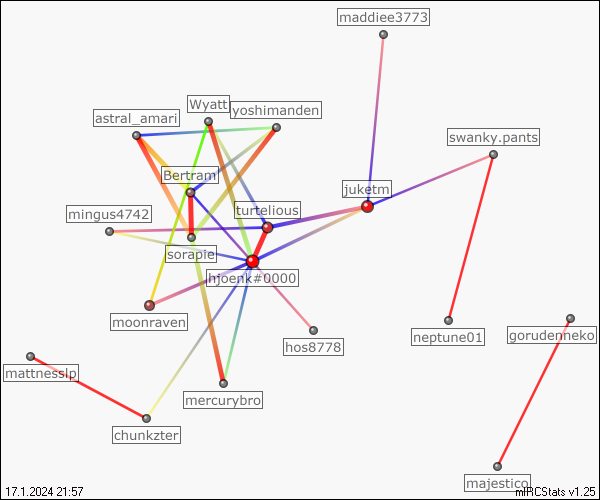 maddiee3773
Wyatt
yoshimanden
astral_amari
swanky.pants
Bertram
juketm
mingus4742
turtelious
sorapie
hjoenk#0000
moonraven
neptune01
gorudenneko
hos8778
mattnessip
mercurybro
chunkzter
majestico
17.1.2024 21:57
mIRCStats v1.25